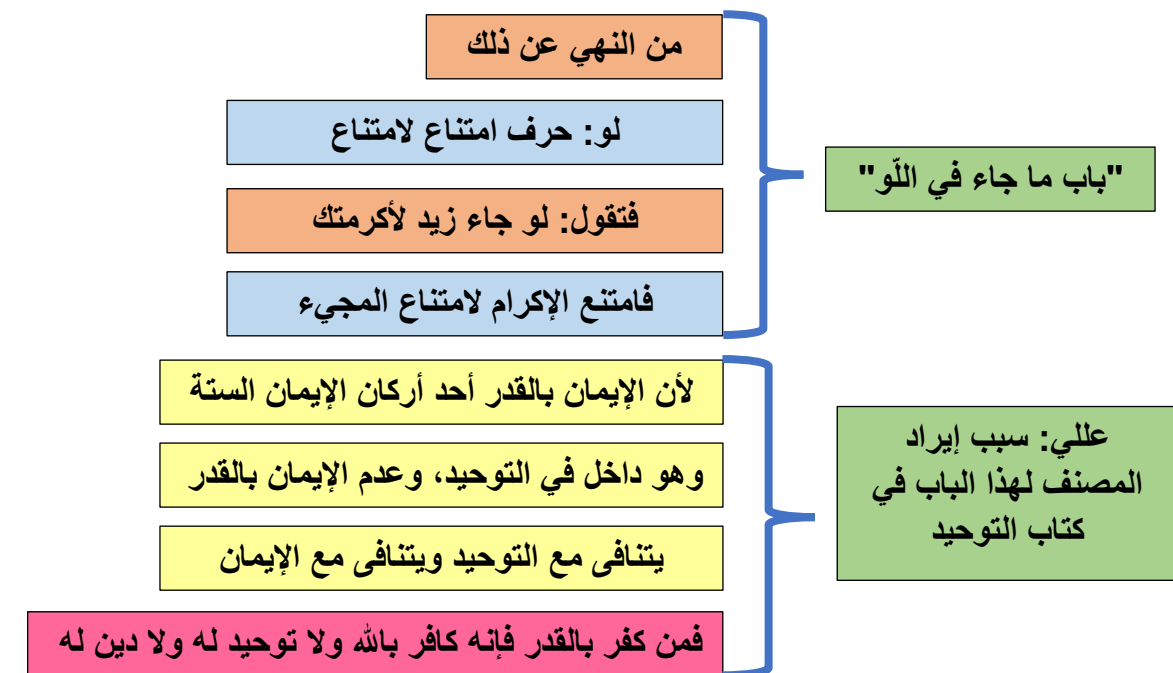 "باب ما جاء في اللّو"
من النهي عن ذلك
لو: حرف امتناع لامتناع
فتقول: لو جاء زيد لأكرمتك
فامتنع الإكرام لامتناع المجيء
عللي: سبب إيراد
المصنف لهذا الباب في
كتاب التوحيد
لأن الإيمان بالقدر أحد أركان الإيمان الستة
وهو داخل في التوحيد، وعدم الإيمان بالقدر
يتنافى مع التوحيد ويتنافى مع الإيمان
فمن كفر بالقدر فإنه كافر بالله ولا توحيد له ولا دين له